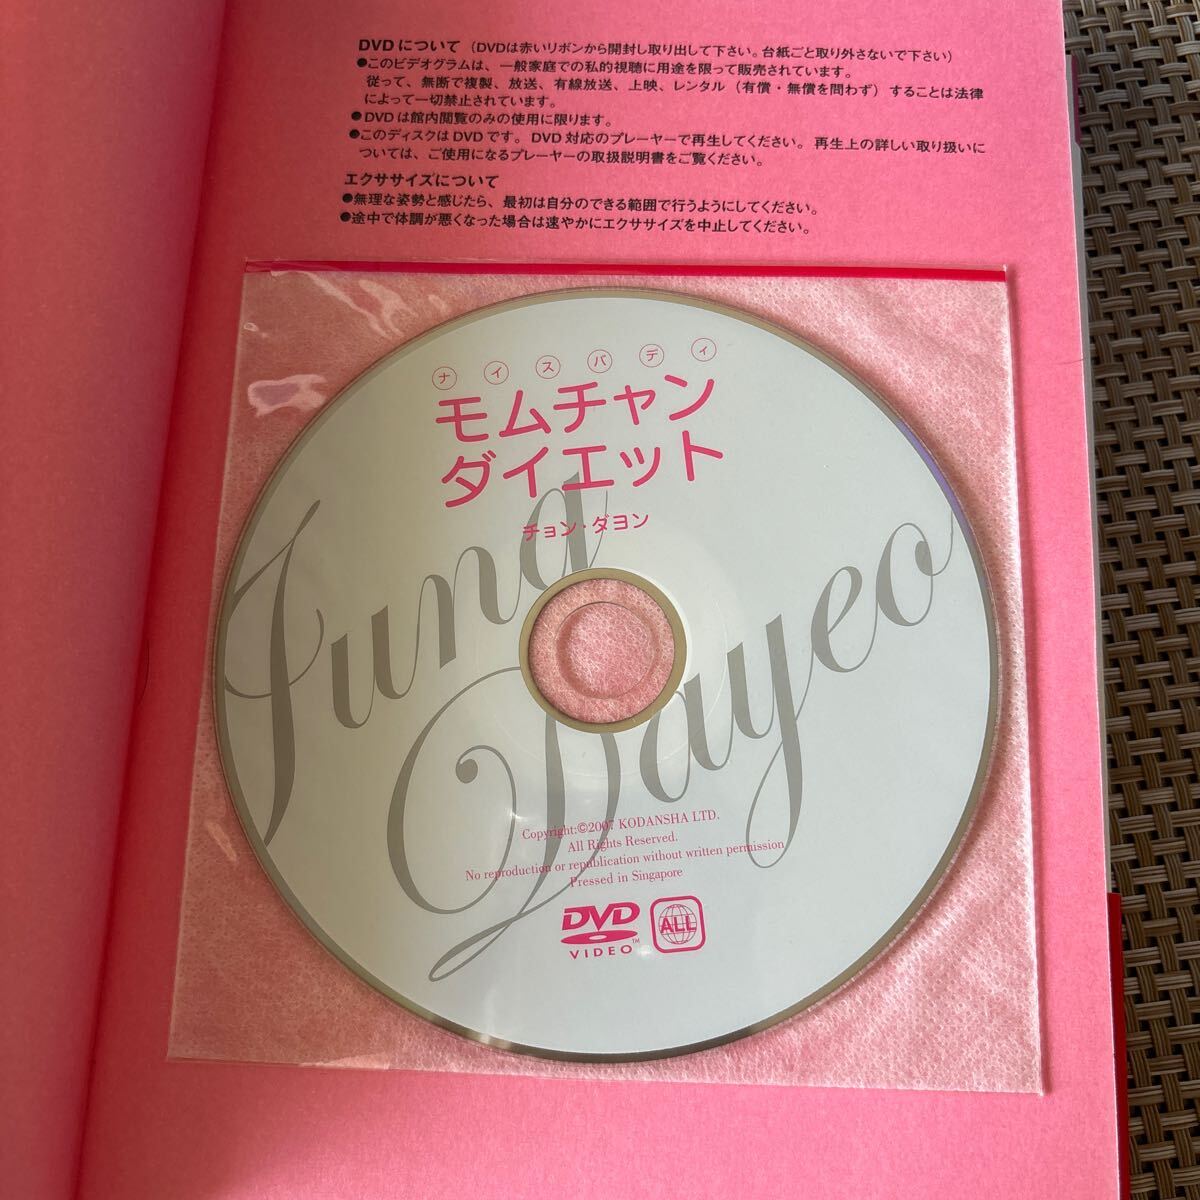 DVDについて（DVDは赤いリボンから開封し取り出して下さい。台紙ごと取り外さないで下さい）
●このビデオグラムは、一般家庭での私的視聴に用途を限って販売されています。
従って、無断で複製、放送、有線放送、上映、レンタル（有償・無償を問わず）することは法律
によって一切禁止されています。
●DVDは館内閲覧のみの使用に限ります。
●このディスクはDVDです。DVD対応のプレーヤーで再生してください。再生上の詳しい取り扱いに
ついては、ご使用になるプレーヤーの取扱説明書をご覧ください。
エクササイズについて
●無理な姿勢と感じたら、最初は自分のできる範囲で行うようにしてください。
●途中で体調が悪くなった場合は速やかにエクササイズを中止してください。
ナイスバディ
モムチャン
ダイエット
チョン・ダヨン
Jung
Dayeo
Copyright:©2007 KODANSHA LTD.
All Rights Reserved.
No reproduction or republication without written permission
Pressed in Singapore
DVD
VIDEO™
ALL